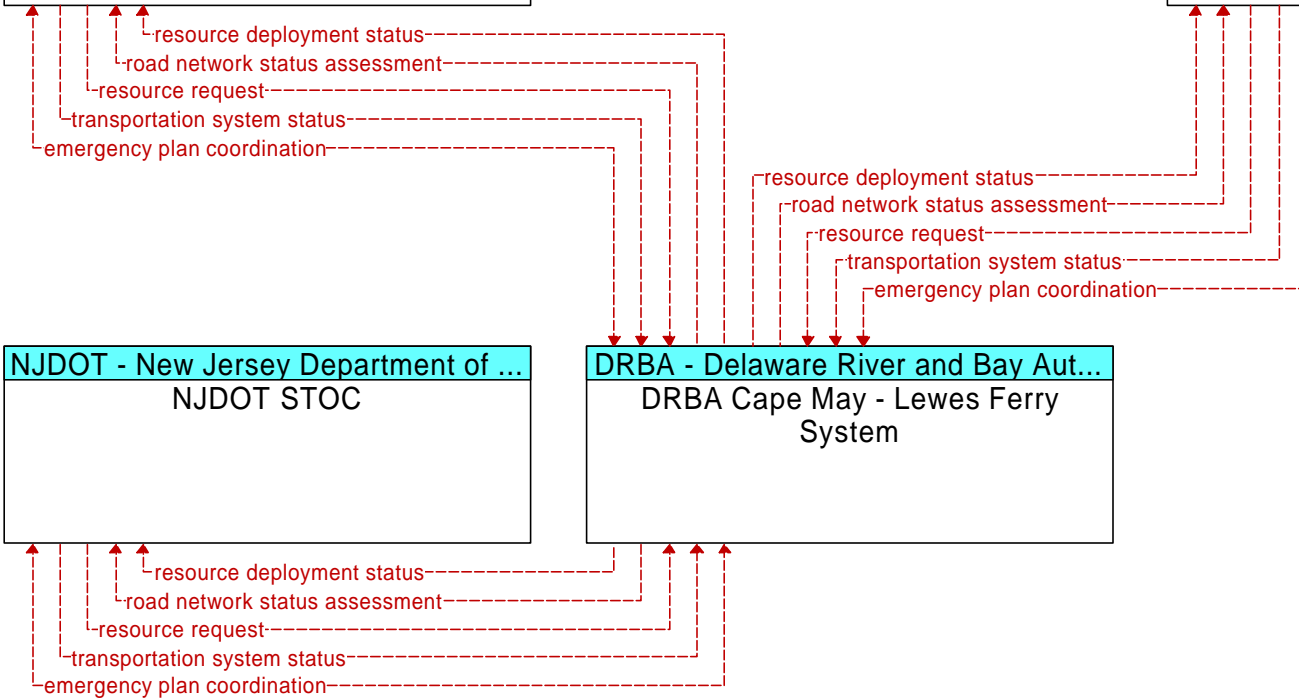 resource deployment status
road network status assessment
resource request
transportation system status
emergency plan coordination
resource deployment status
road network status assessment
resource request
transportation system status
emergency plan coordination
NJDOT - New Jersey Department of ...
NJDOT STOC
DRBA - Delaware River and Bay Aut...
DRBA Cape May - Lewes Ferry
System
resource deployment status
road network status assessment
resource request
transportation system status
emergency plan coordination